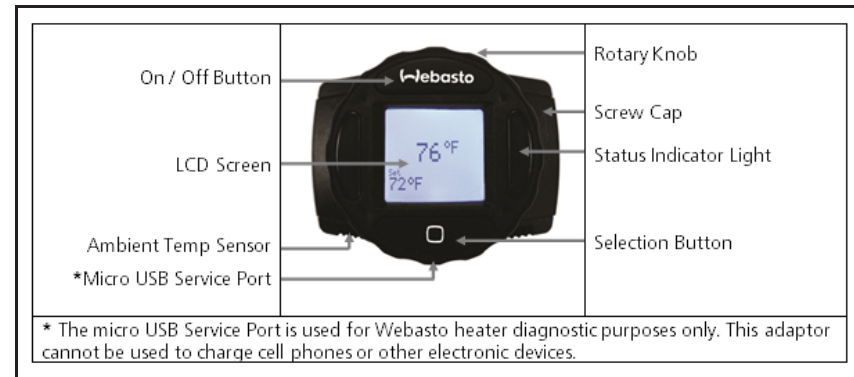 On / Off Button
LCD Screen
Ambient Temp Sensor
*Micro USB Service Port
Webasto
76°F
Set
72°F
Rotary Knob
Screw Cap
Status Indicator Light
Selection Button
* The micro USB Service Port is used for Webasto heater diagnostic purposes only. This adaptor
cannot be used to charge cell phones or other electronic devices.